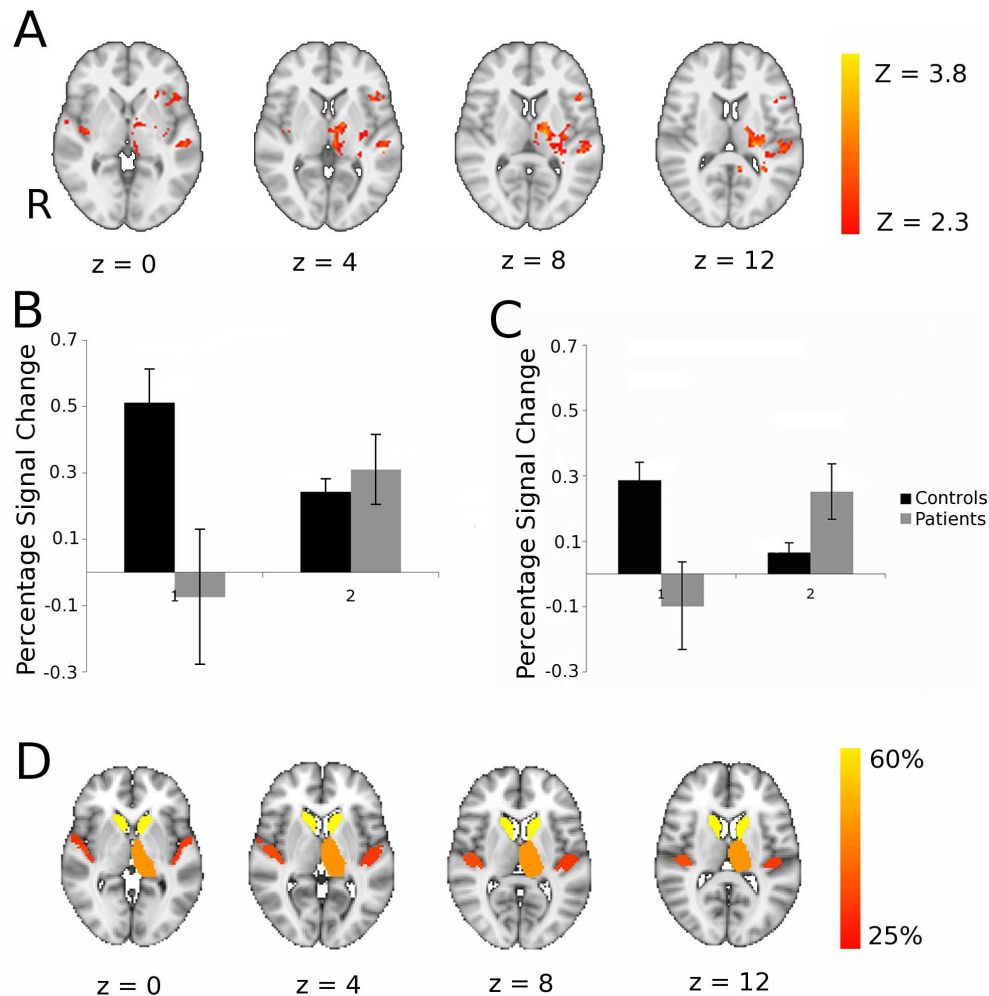 A
R
z = 0
z = 4
z = 8
z = 12
Z = 3.8
Z = 2.3
B
Percentage Signal Change
0.7
0.5
0.3
0.1
-0.1
-0.3
1
2
C
Percentage Signal Change
0.7
0.5
0.3
0.1
-0.1
-0.3
1
2
Controls
Patients
D
z = 0
z = 4
z = 8
z = 12
60%
25%